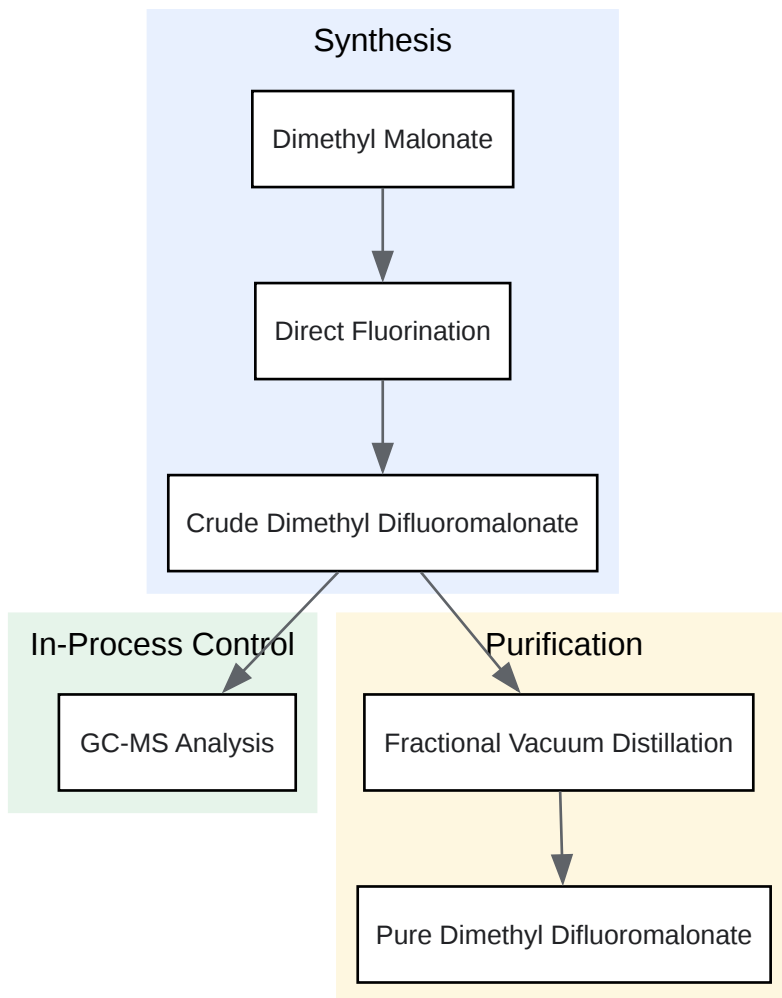 Synthesis
Dimethyl Malonate
Direct Fluorination
Crude Dimethyl Difluoromalonate
In-Process Control
GC-MS Analysis
Purification
Fractional Vacuum Distillation
Pure Dimethyl Difluoromalonate